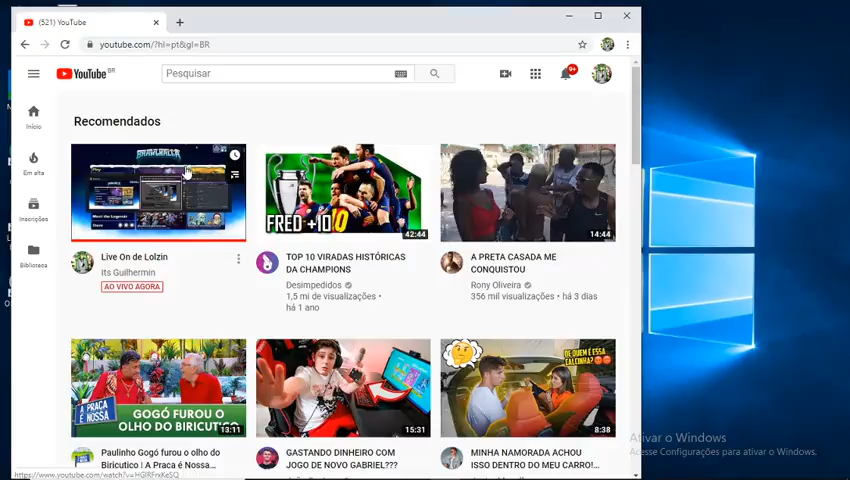 (521) YouTube
youtube.com/?hl=pt&gl=BR
YouTube BR
Pesquisar
9+
Início
Em alta
Inscrições
Biblioteca
Recomendados
BRAWLHALLA
Live On de Lolzin
Its Guilhermin
AO VIVO AGORA
FRED +10
42:44
TOP 10 VIRADAS HISTÓRICAS
DA CHAMPIONS
Desimpedidos
1,5 mi de visualizações •
há 1 ano
14:44
A PRETA CASADA ME
CONQUISTOU
Rony Oliveira
356 mil visualizações • há 3 dias
A PRAÇA
É NOSSA
GOGÓ FUROU O
OLHO DO BIRICUTICO
13:11
Paulinho Gogó furou o olho do
Biricutico | A Praça é Nossa...
15:31
GASTANDO DINHEIRO COM
JOGO DE NOVO GABRIEL???
DE QUEM É ESSA
CALCINHA?
8:38
MINHA NAMORADA ACHOU
ISSO DENTRO DO MEU CARRO!...
Ativar o Windows
Acesse Configurações para ativar o Windows.